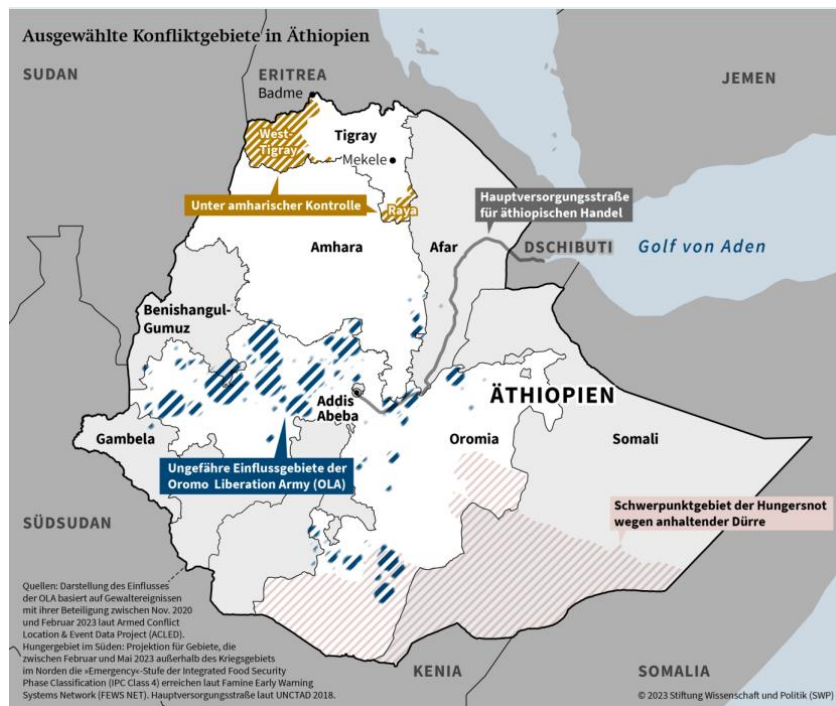 Ausgewählte Konfliktgebiete in Äthiopien
SUDAN
ERITREA
JEMEN
Badme
West-
Tigray
Tigray
Mekele
Unter amharischer Kontrolle
Raya
Hauptversorgungsstraße
für äthiopischen Handel
Amhara
Afar
DSCHIBUTI
Golf von Aden
Benishangul-
Gumuz
Addis
Abeba
ÄTHIOPIEN
Gambela
Oromia
Somali
Ungefähre Einflussgebiete der
Oromo Liberation Army (OLA)
Schwerpunktgebiet der Hungersnot
wegen anhaltender Dürre
SÜDSUDAN
Quellen: Darstellung des Einflusses
der OLA basiert auf Gewaltereignissen
mit ihrer Beteiligung zwischen Nov. 2020
und Februar 2023 laut Armed Conflict
Location & Event Data Project (ACLED).
Hungergebiet im Süden: Projektion für Gebiete, die
zwischen Februar und Mai 2023 außerhalb des Kriegsgebiets
im Norden die »Emergency«-Stufe der Integrated Food Security
Phase Classification (IPC Class 4) erreichen laut Famine Early Warning
Systems Network (FEWS NET). Hauptversorgungsstraße laut UNCTAD 2018.
KENIA
SOMALIA
© 2023 Stiftung Wissenschaft und Politik (SWP)